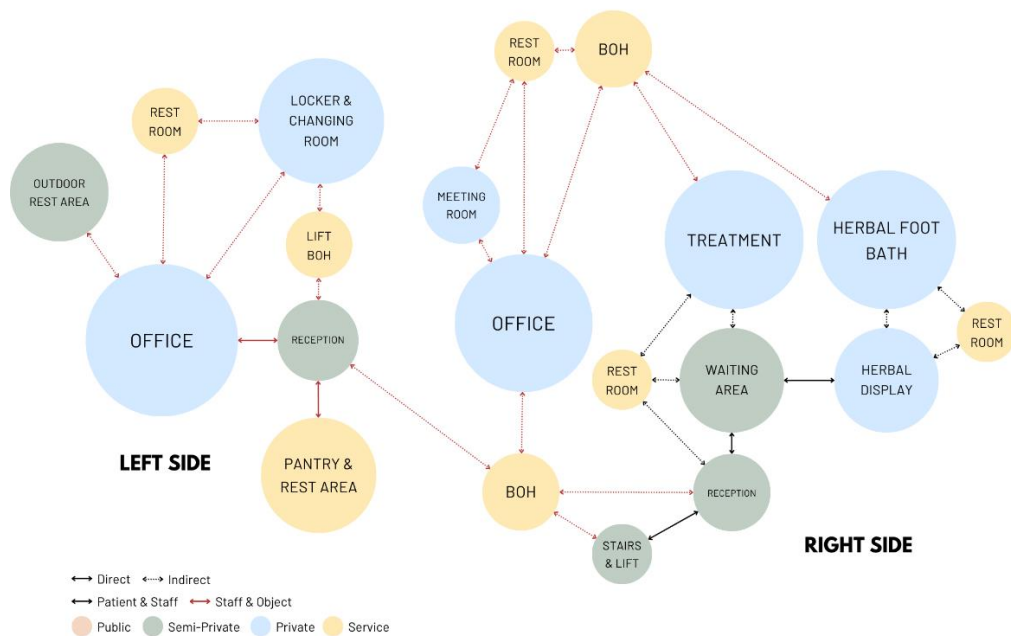 REST
ROOM
BOH
LOCKER &
CHANGING
ROOM
REST
ROOM
OUTDOOR
REST AREA
MEETING
ROOM
TREATMENT
HERBAL FOOT
BATH
LIFT
BOH
OFFICE
RECEPTION
OFFICE
REST
ROOM
REST
ROOM
WAITING
AREA
HERBAL
DISPLAY
LEFT SIDE
PANTRY &
REST AREA
BOH
RECEPTION
STAIRS
& LIFT
RIGHT SIDE
Direct
Indirect
Patient & Staff
Staff & Object
Public
Semi-Private
Private
Service